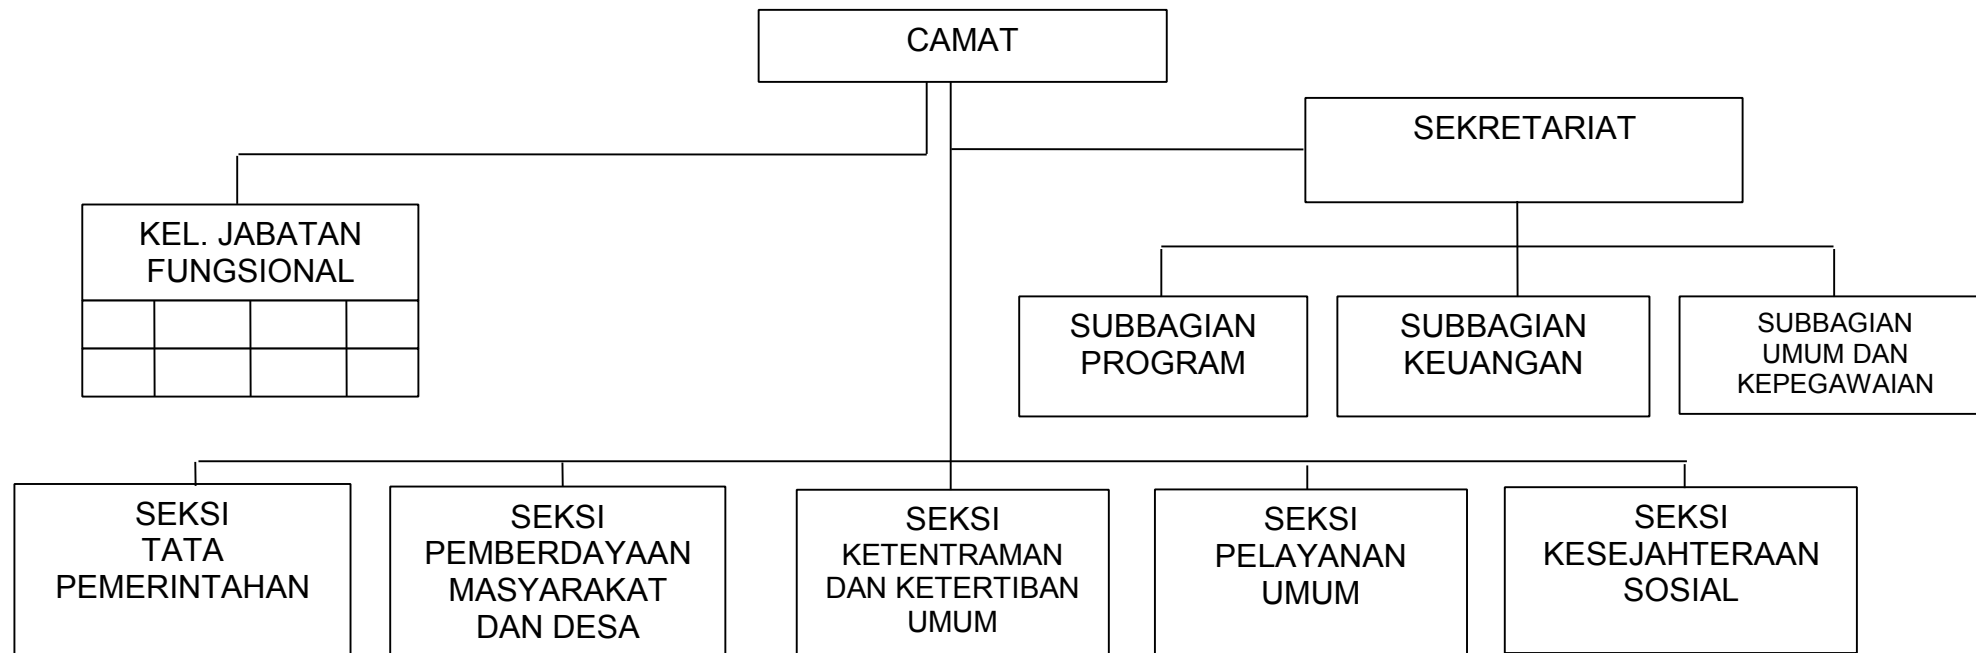 CAMAT
SEKRETARIAT
KEL. JABATAN
FUNGSIONAL
SUBBAGIAN
PROGRAM
SUBBAGIAN
KEUANGAN
SUBBAGIAN
UMUM DAN
KEPEGAWAIAN
SEKSI
TATA
PEMERINTAHAN
SEKSI
PEMBERDAYAAN
MASYARAKAT
DAN DESA
SEKSI
KETENTRAMAN
DAN KETERTIBAN
UMUM
SEKSI
PELAYANAN
UMUM
SEKSI
KESEJAHTERAAN
SOSIAL